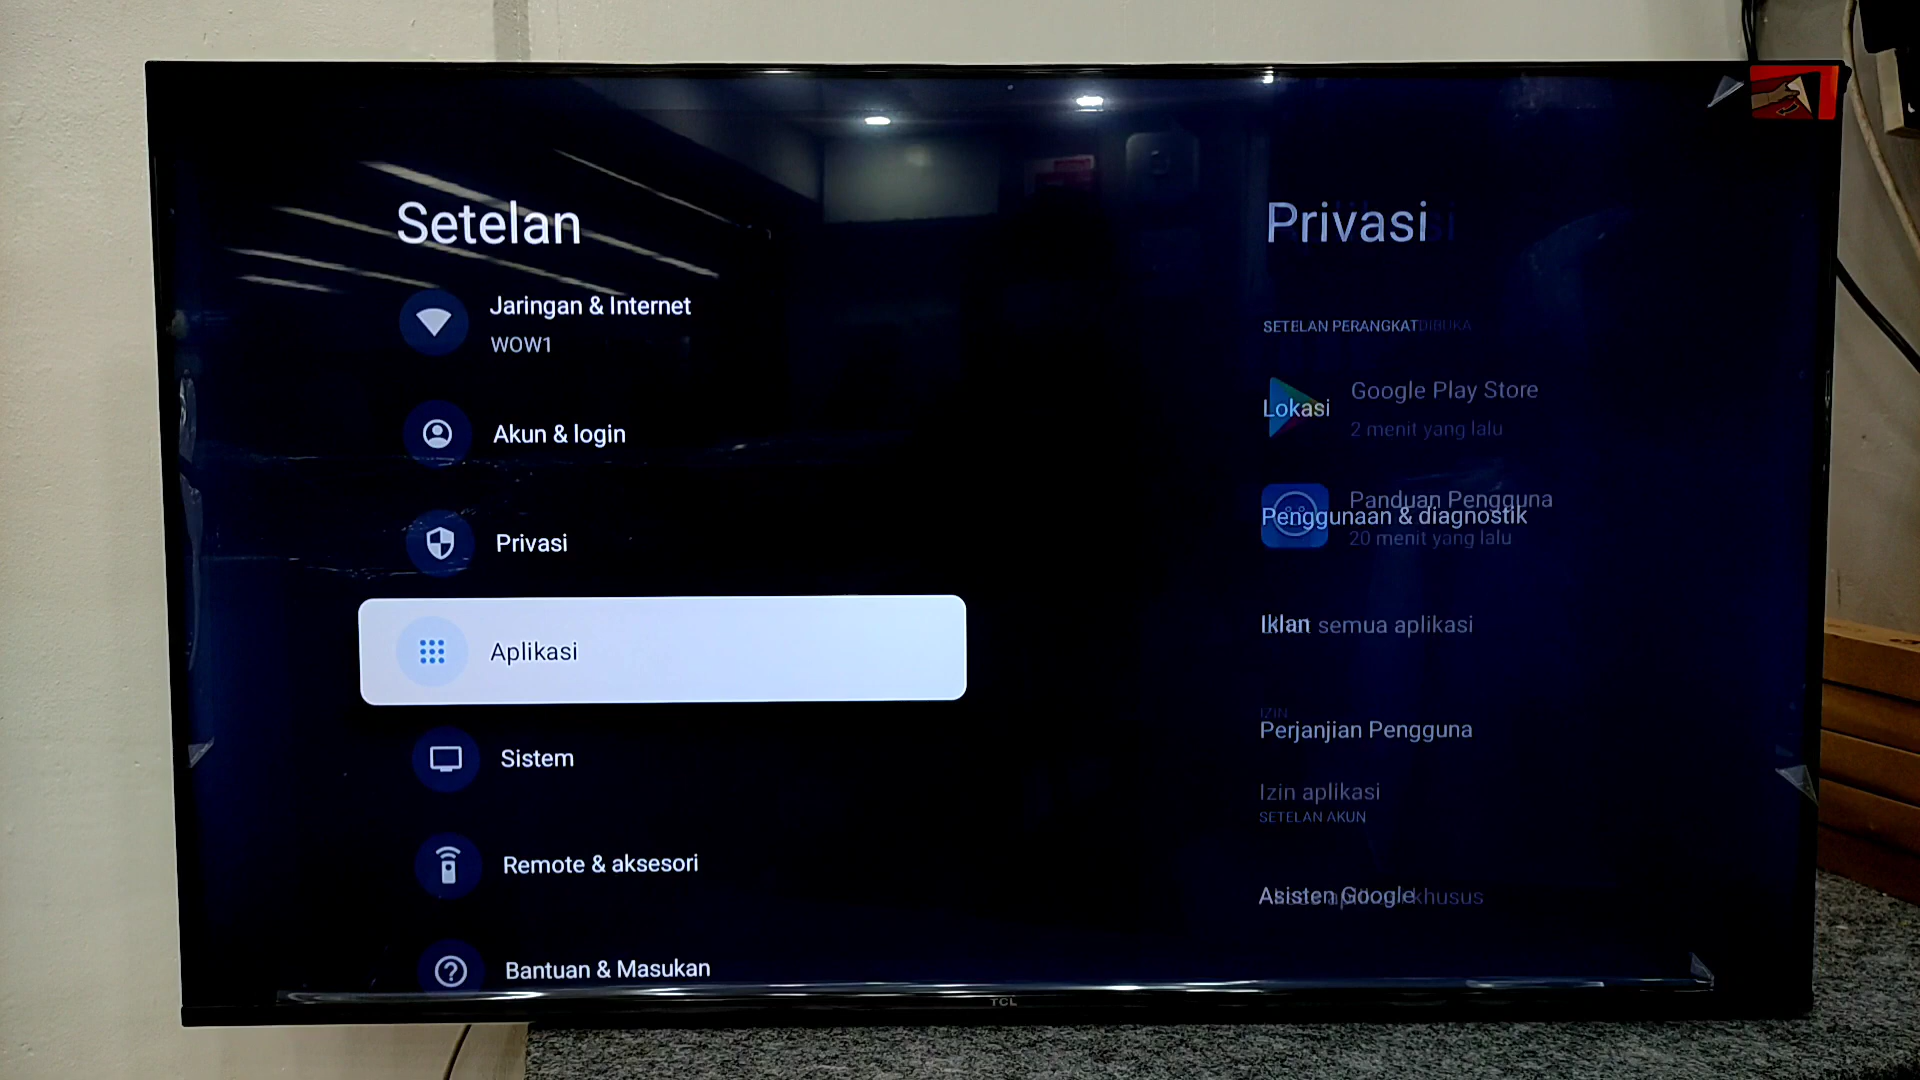 Setelan
Jaringan & Internet
WOW1
Akun & login
Privasi
Aplikasi
Sistem
Remote & aksesori
Bantuan & Masukan
Privasi
SETELAN PERANGKAT
DIBUKA
Google Play Store
Lokasi
2 menit yang lalu
Panduan Pengguna
Penggunaan & diagnostik
20 menit yang lalu
Iklan
semua aplikasi
IZIN
Perjanjian Pengguna
Izin aplikasi
SETELAN AKUN
Asisten Google
khusus
TCL